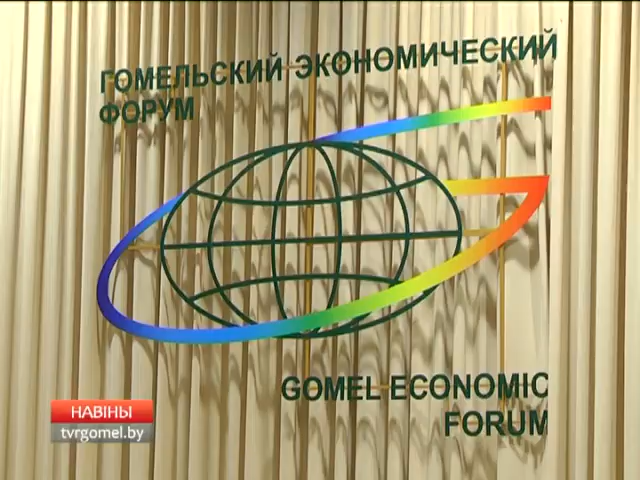 ГОМЕЛЬСКИЙ ЭКОНОМИЧЕСКИЙ
ФОРУМ
GOMEL ECONOMIC
FORUM
НАВІНЫ
tvrgomel.by